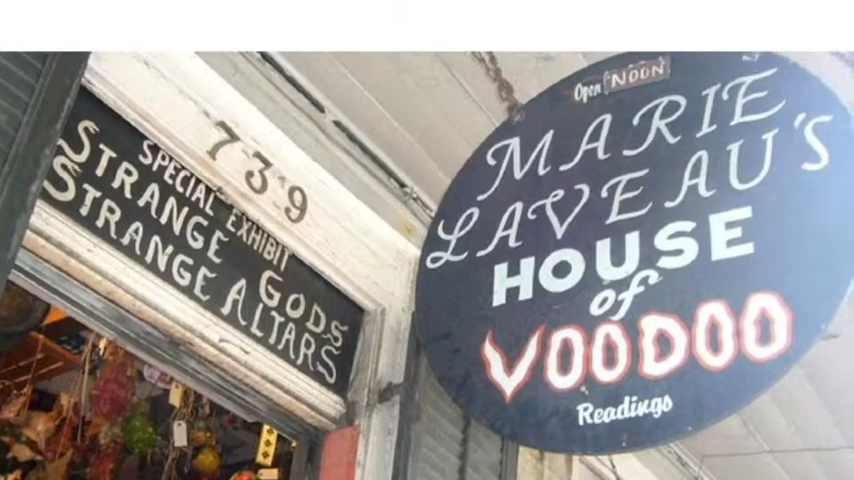 739
SPECIAL EXHIBIT
STRANGE GODS
STRANGE ALTARS
Open NOON
MARIE
LAVEAU'S
HOUSE
of
VOODOO
Readings